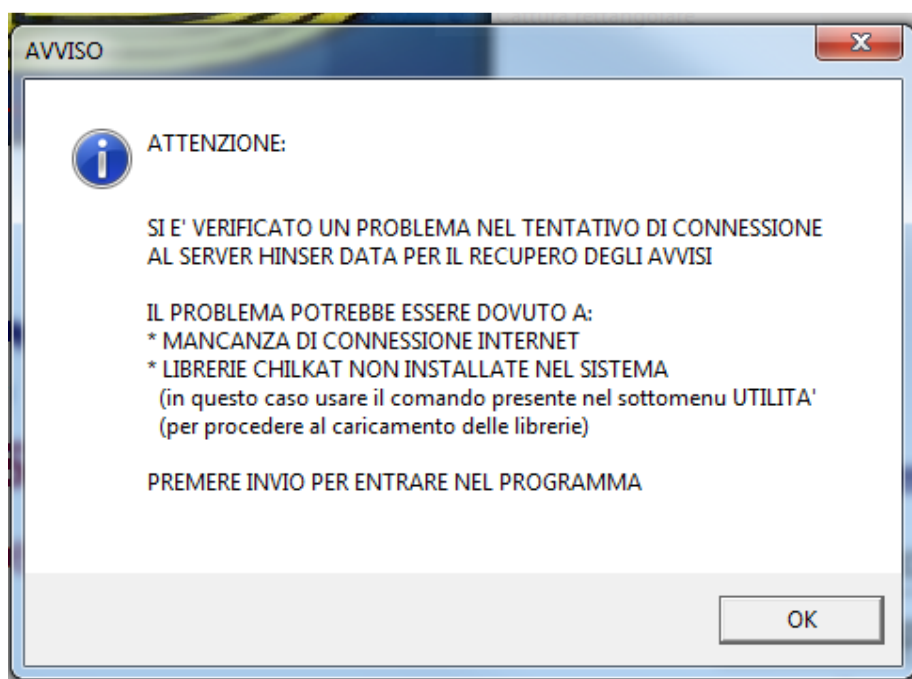 AVVISO
ATTENZIONE:
SI E' VERIFICATO UN PROBLEMA NEL TENTATIVO DI CONNESSIONE
AL SERVER HINSER DATA PER IL RECUPERO DEGLI AVVISI
IL PROBLEMA POTREBBE ESSERE DOVUTO A:
* MANCANZA DI CONNESSIONE INTERNET
* LIBRERIE CHILKAT NON INSTALLATE NEL SISTEMA
(in questo caso usare il comando presente nel sottomenu UTILITA'
(per procedere al caricamento delle librerie)
PREMERE INVIO PER ENTRARE NEL PROGRAMMA
OK